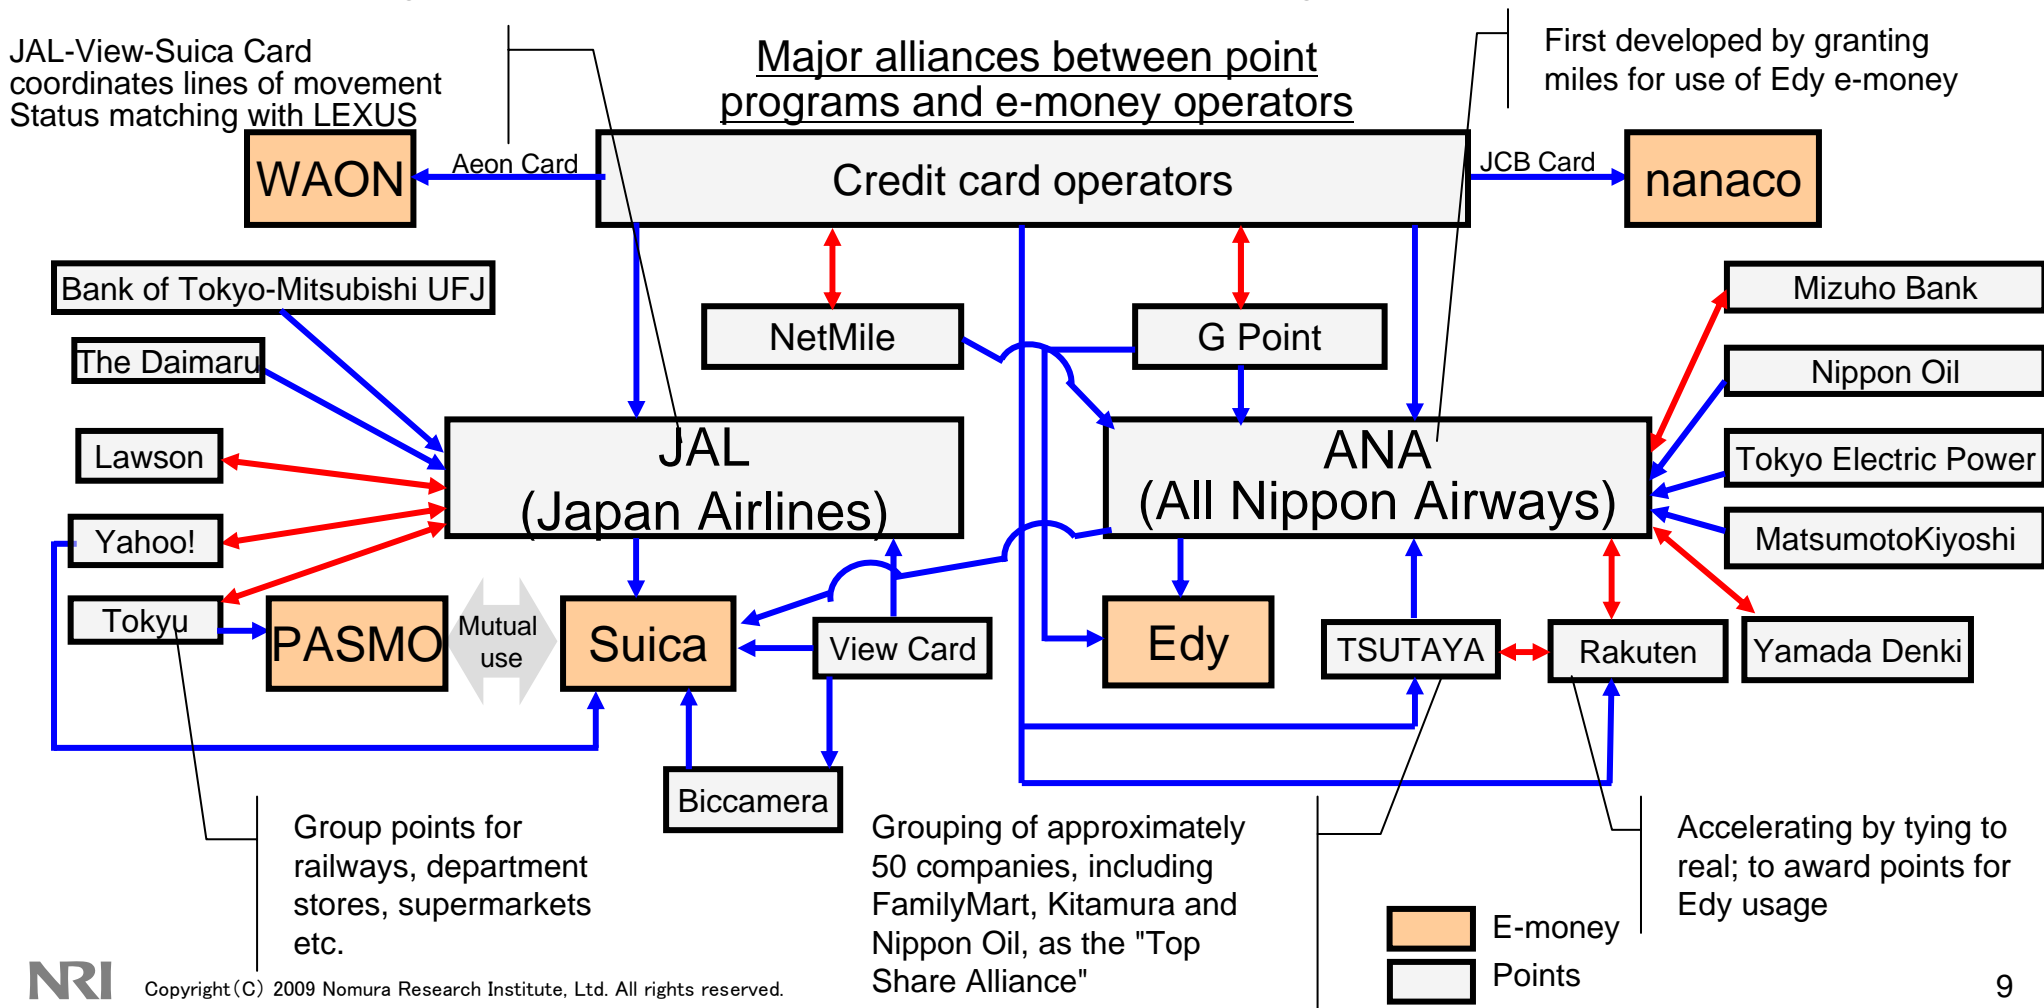 JAL-View-Suica Card
coordinates lines of movement
Status matching with LEXUS
Major alliances between point
programs and e-money operators
First developed by granting
miles for use of Edy e-money
WAON
Aeon Card
Credit card operators
JCB Card
nanaco
Bank of Tokyo-Mitsubishi UFJ
Mizuho Bank
NetMile
G Point
The Daimaru
Nippon Oil
Lawson
JAL
(Japan Airlines)
ANA
(All Nippon Airways)
Tokyo Electric Power
Yahoo!
MatsumotoKiyoshi
Tokyu
PASMO
Mutual
use
Suica
View Card
Edy
TSUTAYA
Rakuten
Yamada Denki
Biccamera
Group points for
railways, department
stores, supermarkets
etc.
Grouping of approximately
50 companies, including
FamilyMart, Kitamura and
Nippon Oil, as the "Top
Share Alliance"
Accelerating by tying to
real; to award points for
Edy usage
E-money
Points
NRI
Copyright(C) 2009 Nomura Research Institute, Ltd. All rights reserved.
9